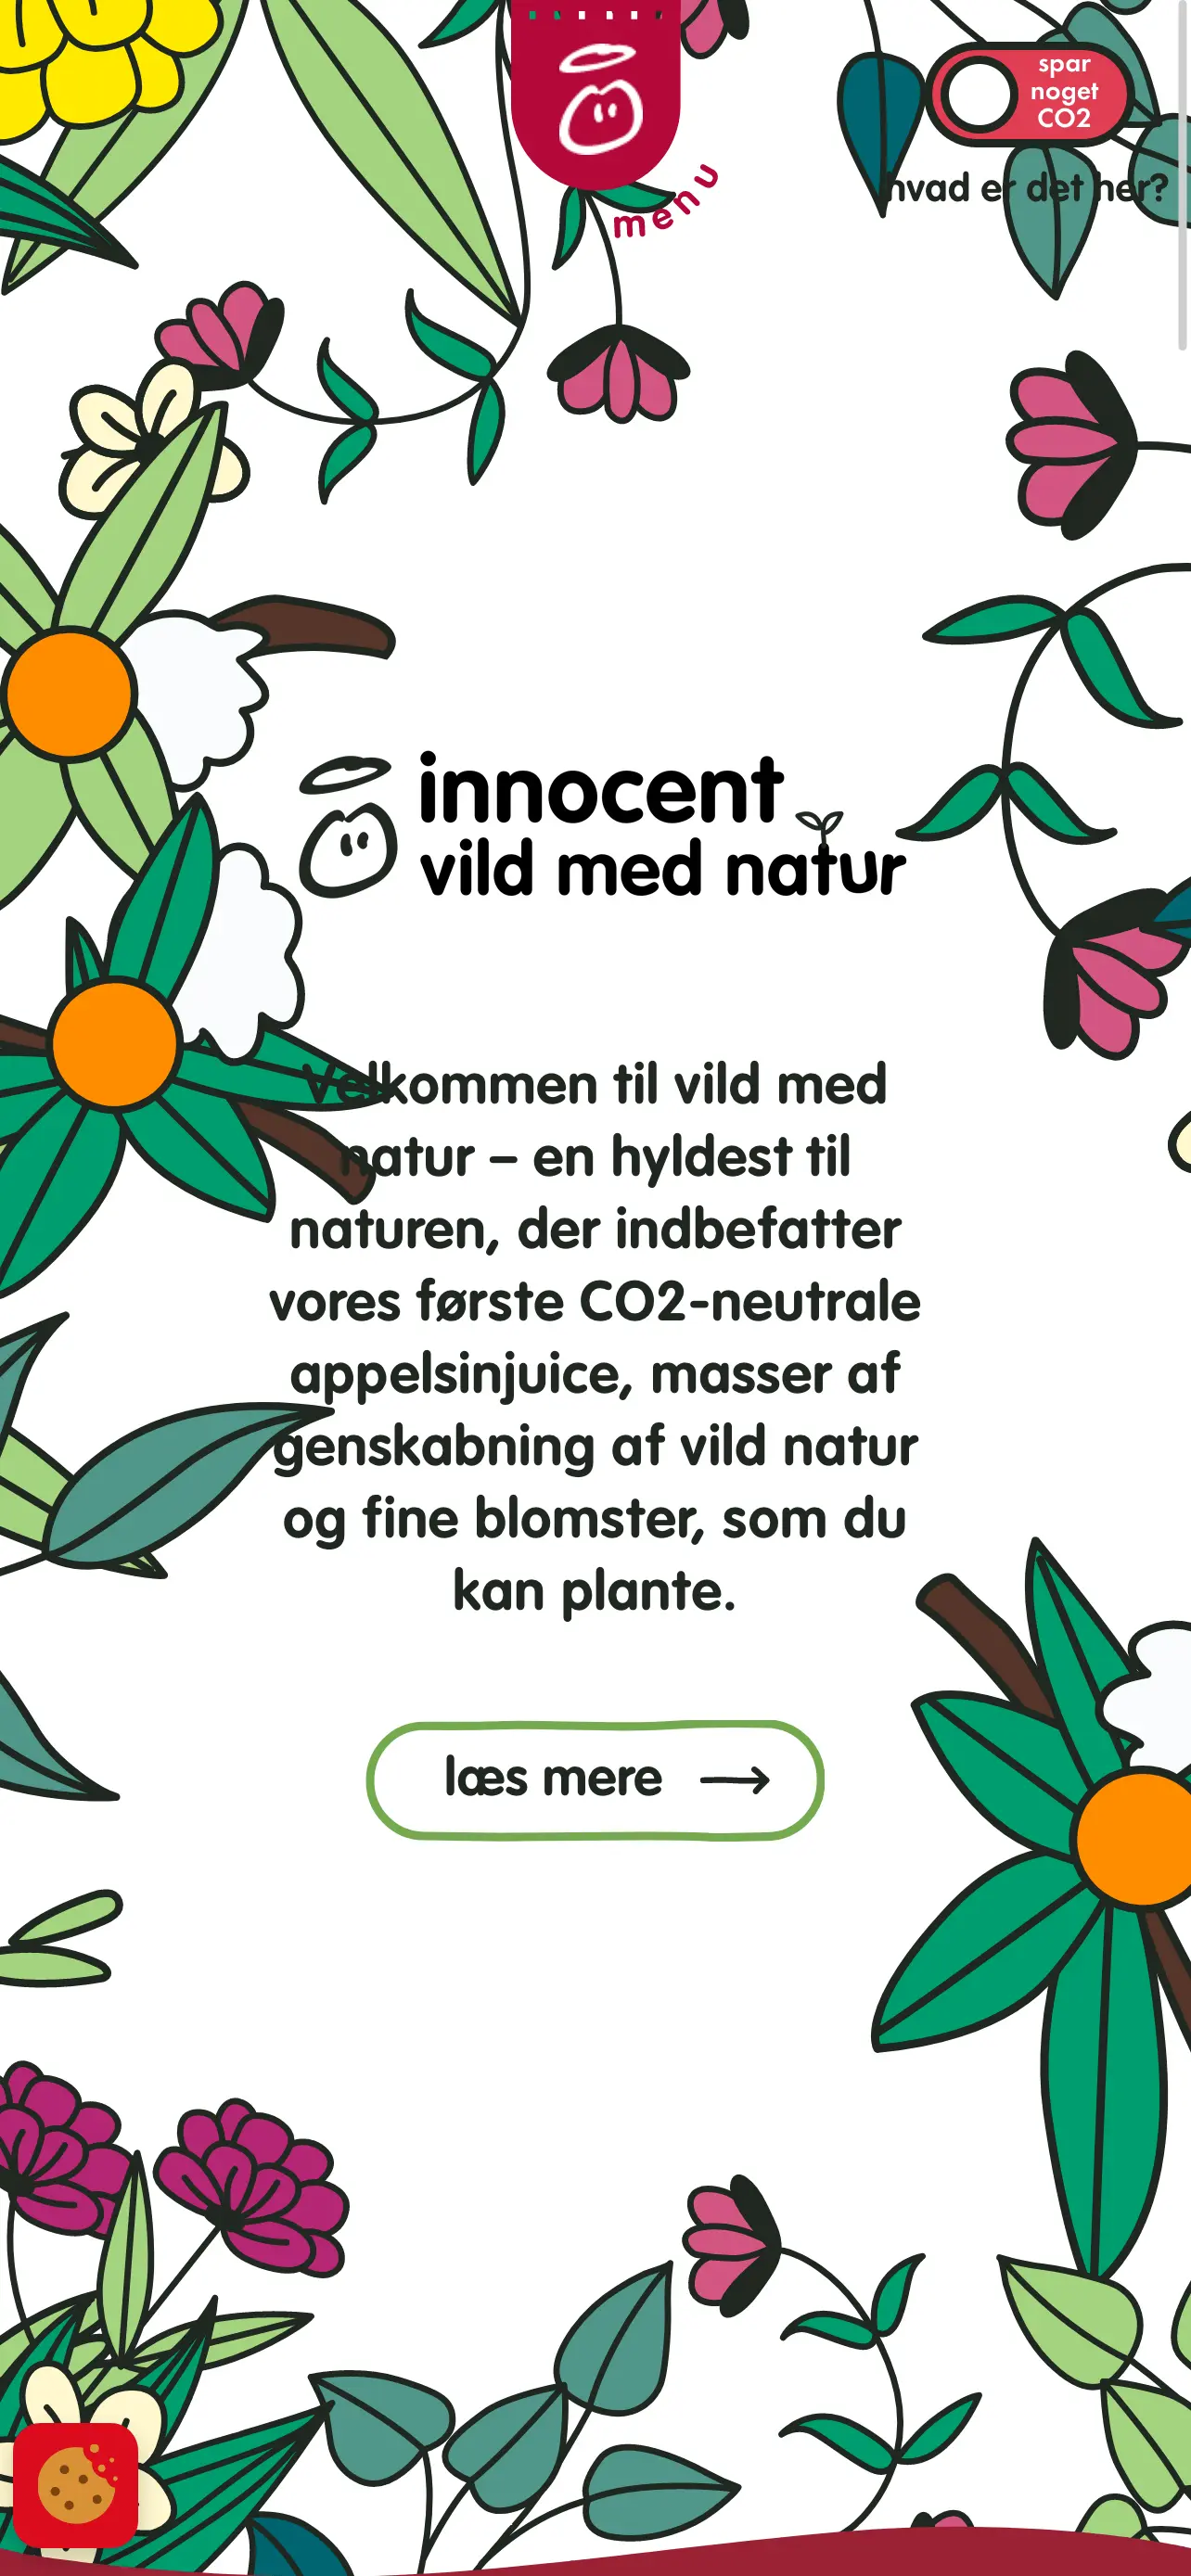 spar
noget
CO2
menu
hvad er det her?
innocent
vild med natur
Velkommen til vild med
natur – en hyldest til
naturen, der indbefatter
vores første CO2-neutrale
appelsinjuice, masser af
genskabning af vild natur
og fine blomster, som du
kan plante.
læs mere